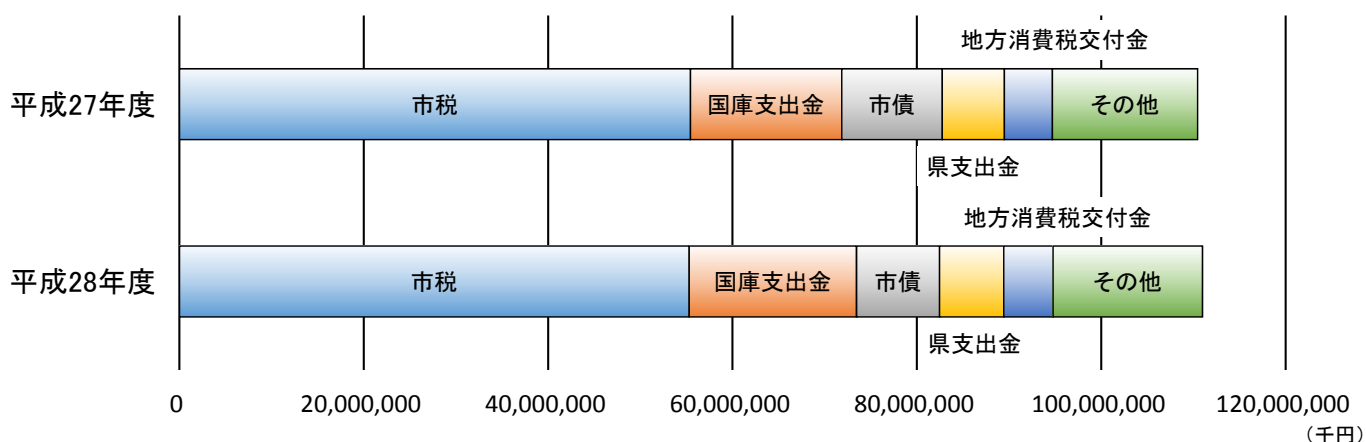 地方消費税交付金
平成27年度
市税
国庫支出金
市債
その他
県支出金
地方消費税交付金
平成28年度
市税
国庫支出金
市債
その他
県支出金
0
20,000,000
40,000,000
60,000,000
80,000,000
100,000,000
120,000,000
（千円）